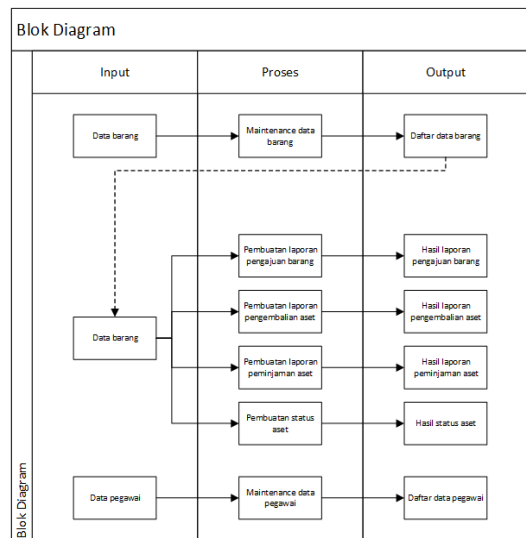 Blok Diagram
Input
Proses
Output
Data barang
Maintenance data
barang
Daftar data barang
Pembuatan laporan
pengajuan barang
Hasil laporan
pengajuan barang
Pembuatan laporan
pengembalian aset
Hasil laporan
pengembalian aset
Data barang
Pembuatan laporan
peminjaman aset
Hasil laporan
peminjaman aset
Pembuatan status
aset
Hasil status aset
Data pegawai
Maintenance data
pegawai
Daftar data pegawai
Blok Diagram